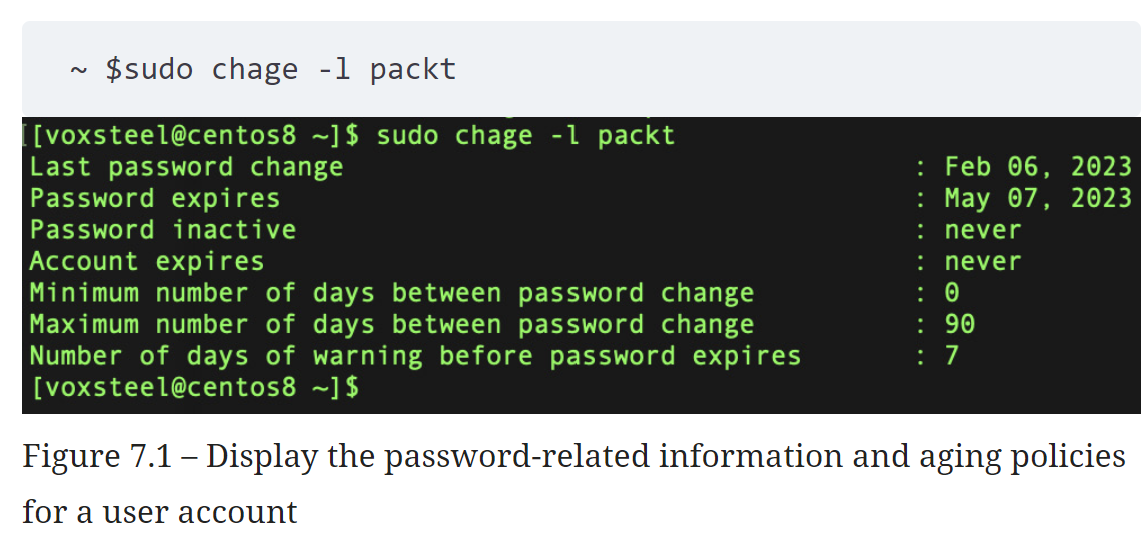 ~ $sudo chage -l packt
[[voxsteel@centos8 ~]$ sudo chage -l packt
Last password change : Feb 06, 2023
Password expires : May 07, 2023
Password inactive : never
Account expires : never
Minimum number of days between password change : 0
Maximum number of days between password change : 90
Number of days of warning before password expires : 7
[voxsteel@centos8 ~]$
Figure 7.1 – Display the password-related information and aging policies
for a user account